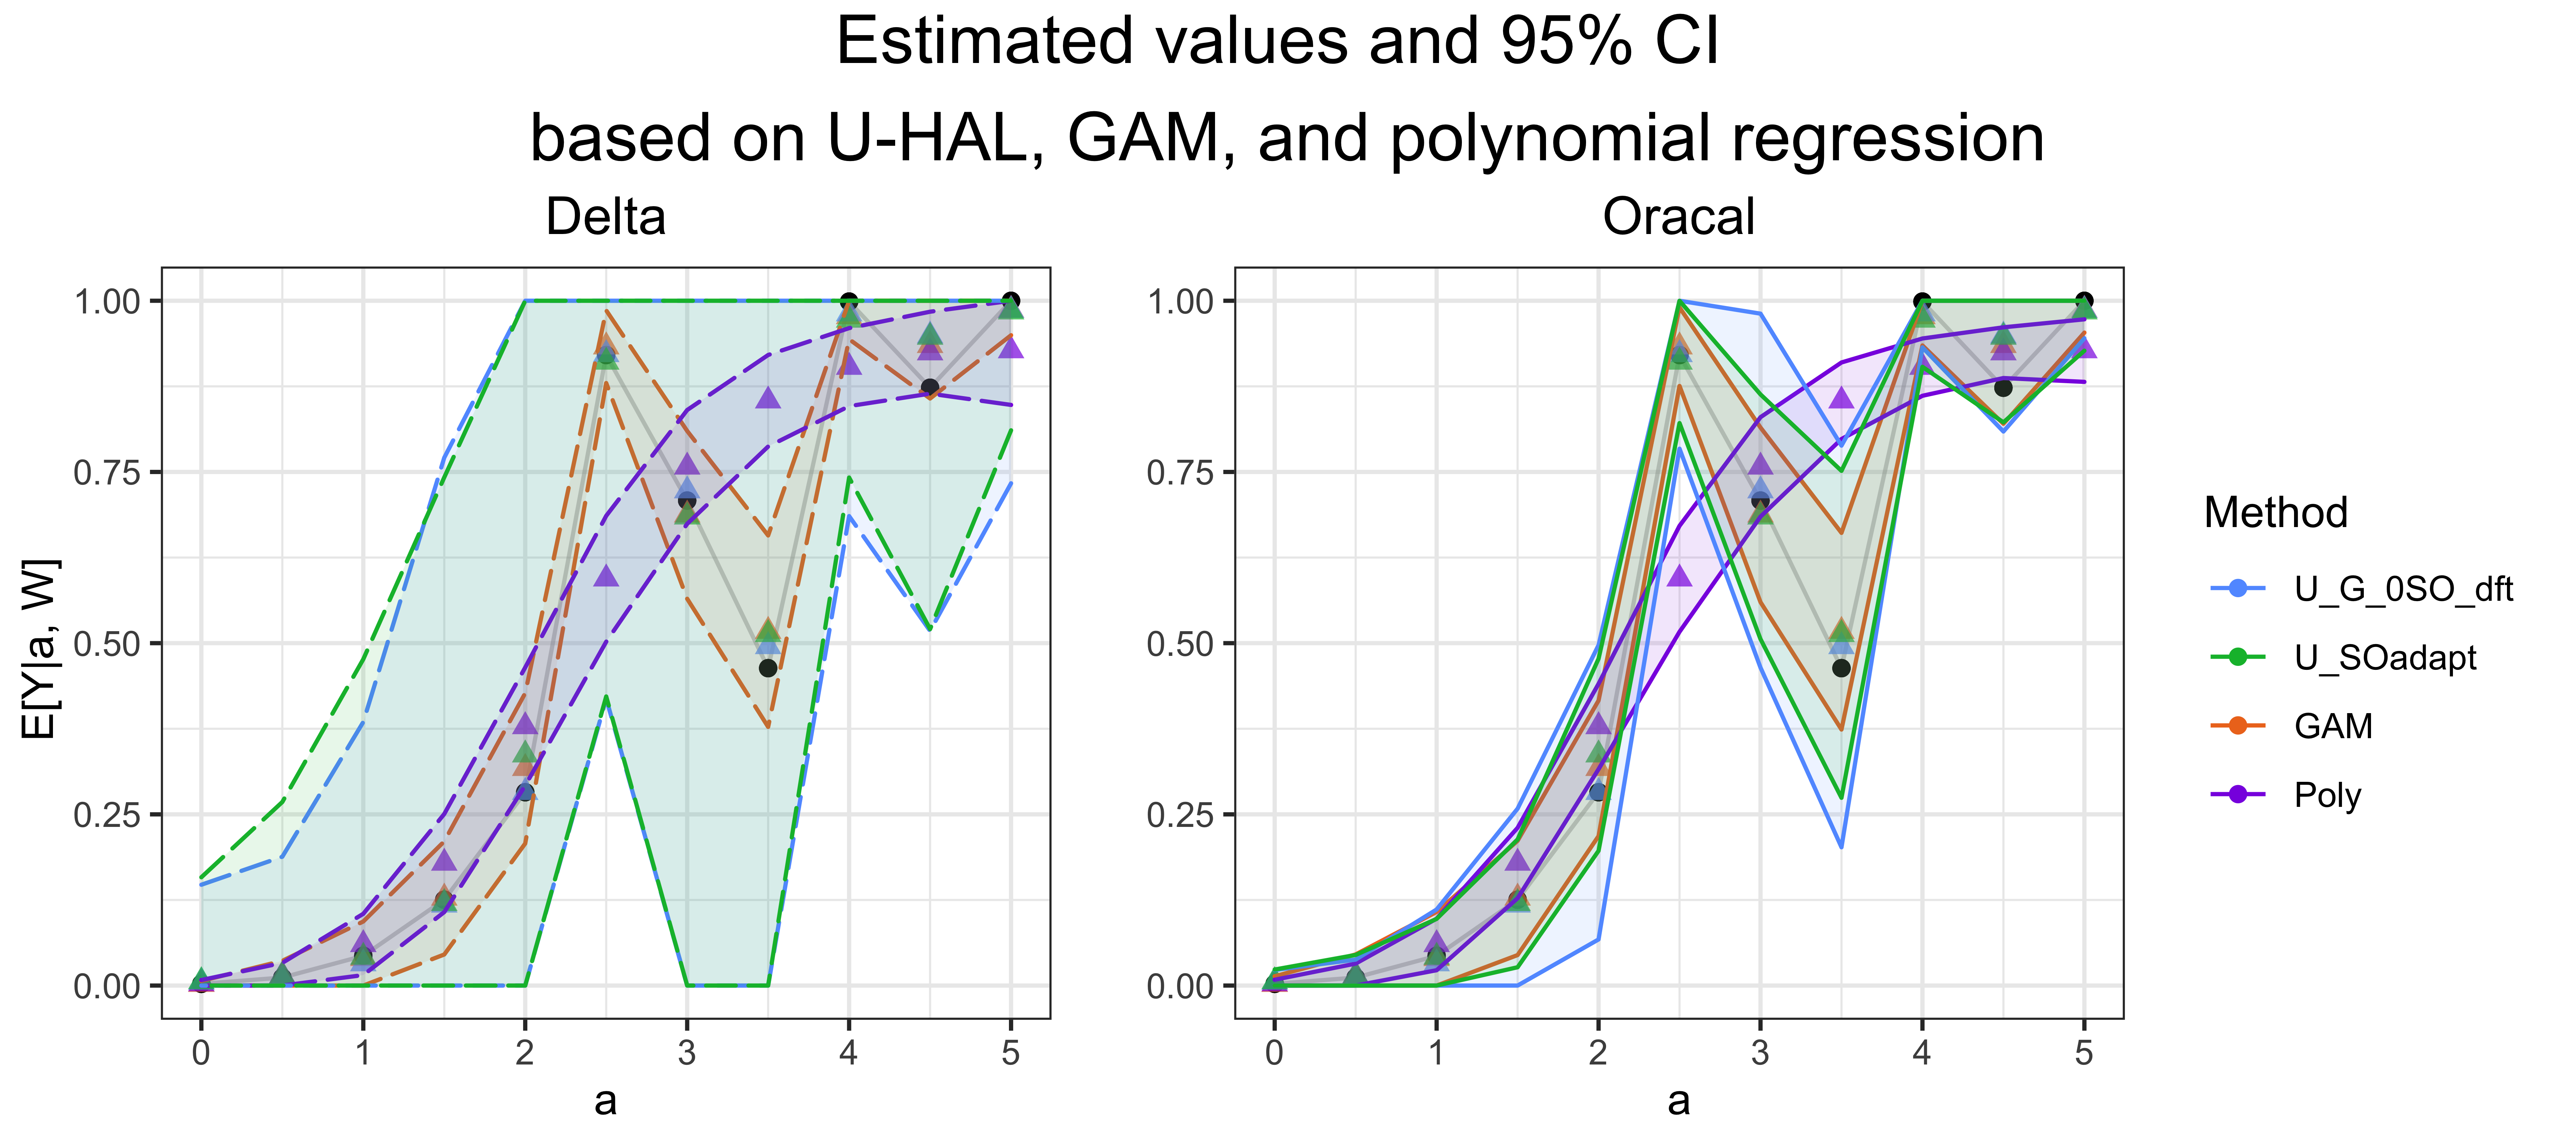 Estimated values and 95% CI
based on U-HAL, GAM, and polynomial regression
Delta
E[Y|a, W]
1.00
0.75
0.50
0.25
0.00
0 1 2 3 4 5
a
Oracal
1.00
0.75
0.50
0.25
0.00
0 1 2 3 4 5
a
Method
U_G_0SO_dft
U_SOadapt
GAM
Poly